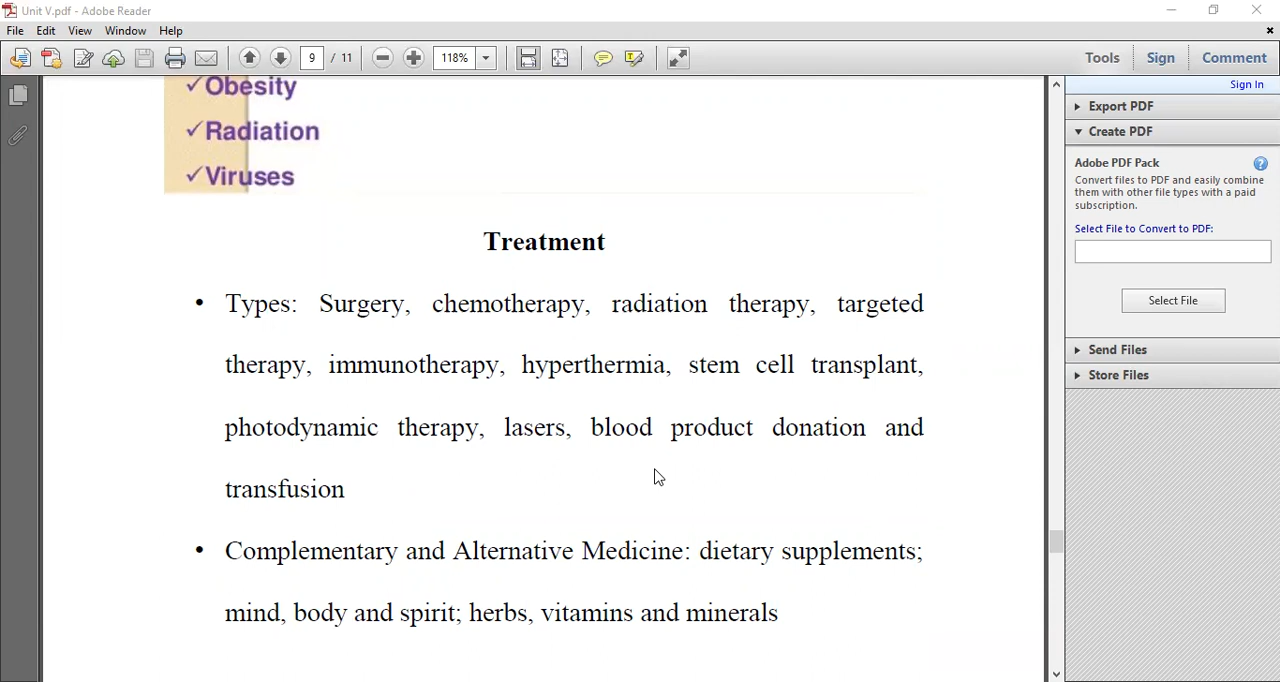 Unit V.pdf - Adobe Reader
File Edit View Window Help
9 / 11 118% Tools Sign Comment
Sign In
Export PDF
Create PDF
Adobe PDF Pack
Convert files to PDF and easily combine
them with other file types with a paid
subscription.
Select File to Convert to PDF:
Select File
Send Files
Store Files
✓Obesity
✓Radiation
✓Viruses
Treatment
• Types: Surgery, chemotherapy, radiation therapy, targeted
therapy, immunotherapy, hyperthermia, stem cell transplant,
photodynamic therapy, lasers, blood product donation and
transfusion
• Complementary and Alternative Medicine: dietary supplements;
mind, body and spirit; herbs, vitamins and minerals